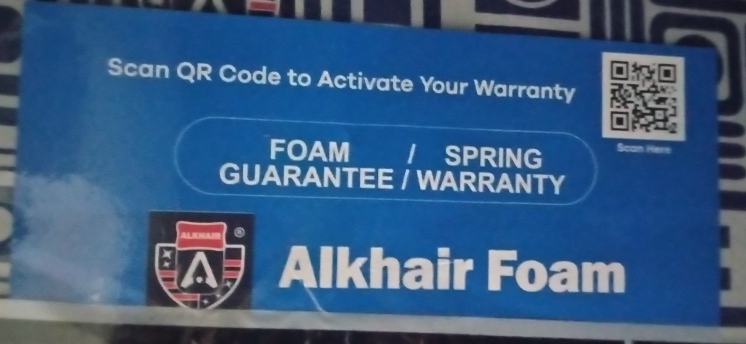 Scan QR Code to Activate Your Warranty
Scan Here
FOAM / SPRING
GUARANTEE / WARRANTY
ALKHAIR ®
Alkhair Foam